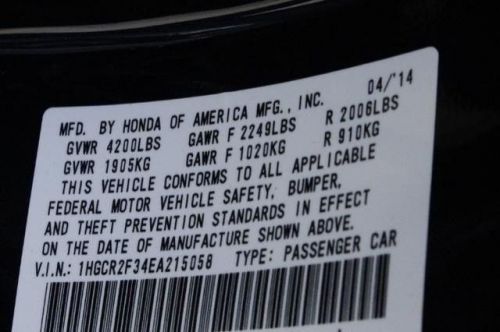 04/'14
MFD. BY HONDA OF AMERICA MFG., INC.
GVWR 4200LBS GAWR F 2249LBS R 2006LBS
GVWR 1905KG GAWR F 1020KG R 910KG
THIS VEHICLE CONFORMS TO ALL APPLICABLE
FEDERAL MOTOR VEHICLE SAFETY, BUMPER,
AND THEFT PREVENTION STANDARDS IN EFFECT
ON THE DATE OF MANUFACTURE SHOWN ABOVE.
V.I.N.: 1HGCR2F34EA215058 TYPE: PASSENGER CAR